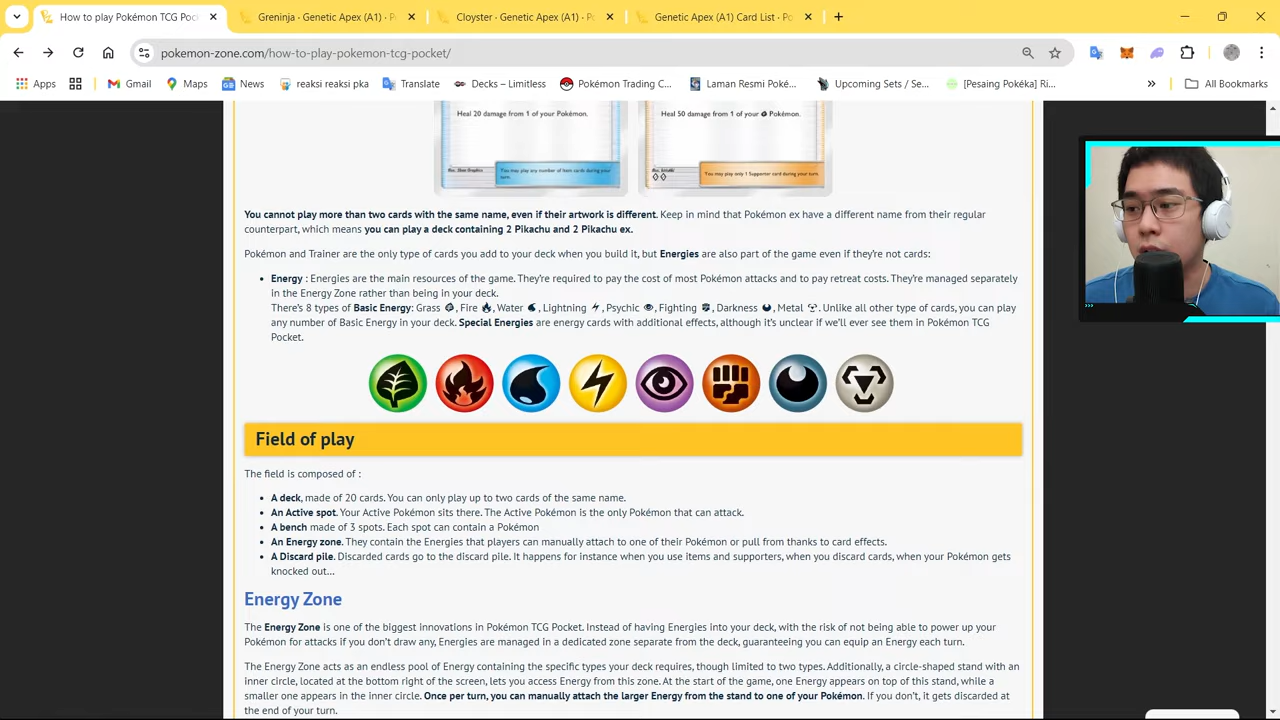 How to play Pokémon TCG Poc
Greninja · Genetic Apex (A1) · P
Cloyster · Genetic Apex (A1) · P
Genetic Apex (A1) Card List · Po
pokemon-zone.com/how-to-play-pokemon-tcg-pocket/
Apps
Gmail
Maps
News
reaksi reaksi pka
Translate
Decks – Limitless
Pokémon Trading C...
Laman Resmi Poké...
Upcoming Sets / Se...
[Pesaing Pokéka] Ri...
All Bookmarks
Heal 20 damage from 1 of your Pokémon.
Heal 50 damage from 1 of your Pokémon.
You may play any number of Item cards during your turn.
You may play only 1 Supporter card during your turn.
You cannot play more than two cards with the same name, even if their artwork is different. Keep in mind that Pokémon ex have a different name from their regular
counterpart, which means you can play a deck containing 2 Pikachu and 2 Pikachu ex.
Pokémon and Trainer are the only type of cards you add to your deck when you build it, but Energies are also part of the game even if they're not cards:
Energy : Energies are the main resources of the game. They're required to pay the cost of most Pokémon attacks and to pay retreat costs. They're managed separately
in the Energy Zone rather than being in your deck.
There's 8 types of Basic Energy: Grass , Fire , Water , Lightning , Psychic , Fighting , Darkness , Metal . Unlike all other type of cards, you can play
any number of Basic Energy in your deck. Special Energies are energy cards with additional effects, although it's unclear if we'll ever see them in Pokémon TCG
Pocket.
Field of play
The field is composed of :
A deck, made of 20 cards. You can only play up to two cards of the same name.
An Active spot. Your Active Pokémon sits there. The Active Pokémon is the only Pokémon that can attack.
A bench made of 3 spots. Each spot can contain a Pokémon
An Energy zone. They contain the Energies that players can manually attach to one of their Pokémon or pull from thanks to card effects.
A Discard pile. Discarded cards go to the discard pile. It happens for instance when you use items and supporters, when you discard cards, when your Pokémon gets
knocked out...
Energy Zone
The Energy Zone is one of the biggest innovations in Pokémon TCG Pocket. Instead of having Energies into your deck, with the risk of not being able to power up your
Pokémon for attacks if you don't draw any, Energies are managed in a dedicated zone separate from the deck, guaranteeing you can equip an Energy each turn.
The Energy Zone acts as an endless pool of Energy containing the specific types your deck requires, though limited to two types. Additionally, a circle-shaped stand with an
inner circle, located at the bottom right of the screen, lets you access Energy from this zone. At the start of the game, one Energy appears on top of this stand, while a
smaller one appears in the inner circle. Once per turn, you can manually attach the larger Energy from the stand to one of your Pokémon. If you don't, it gets discarded at
the end of your turn.